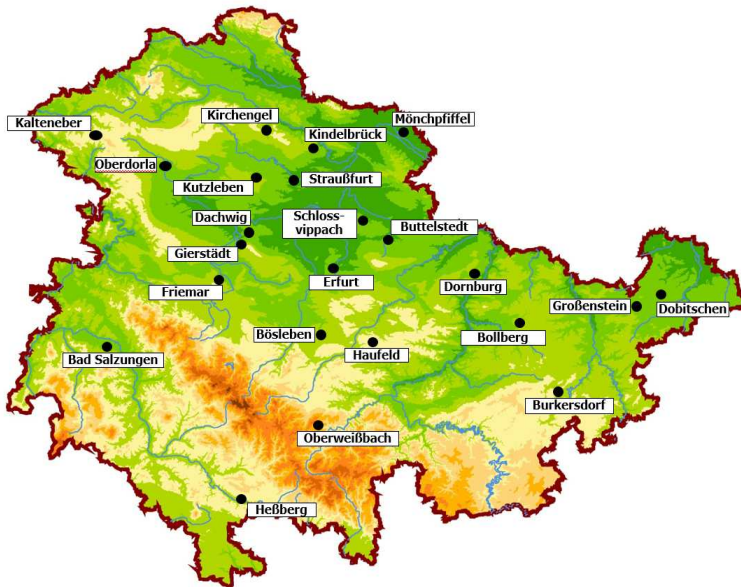 Kirchengel
Mönchpfiffel
Kalteneber
Kindelbrück
Oberdorla
Kutzleben
Straußfurt
Dachwig
Schloss-
vippach
Buttelstedt
Gierstädt
Friemar
Erfurt
Dornburg
Großenstein
Dobitschen
Bösleben
Bollberg
Bad Salzungen
Haufeld
Burkersdorf
Oberweißbach
Heßberg